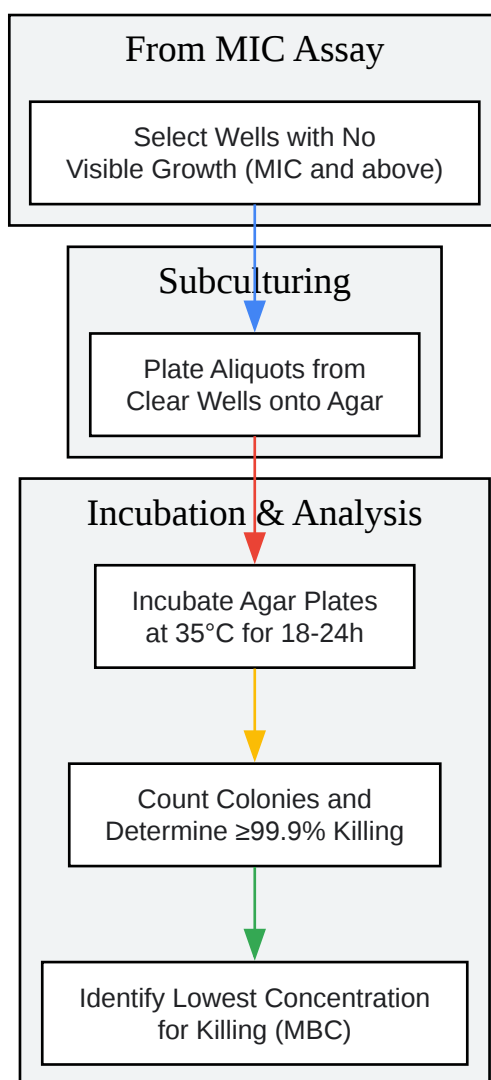 From MIC Assay
Select Wells with No
Visible Growth (MIC and above)
Subculturing
Plate Aliquots from
Clear Wells onto Agar
Incubation & Analysis
Incubate Agar Plates
at 35°C for 18-24h
Count Colonies and
Determine ≥99.9% Killing
Identify Lowest Concentration
for Killing (MBC)